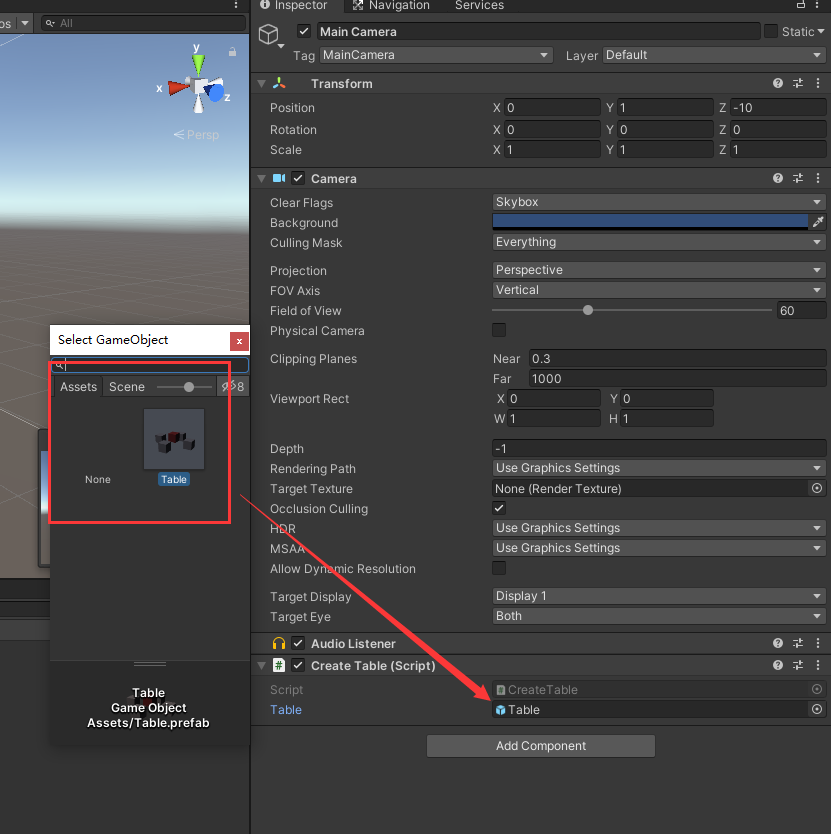 Inspector Navigation Services
All
Main Camera Static
Tag MainCamera Layer Default
y
x
z
Persp
Transform
Position X 0 Y 1 Z -10
Rotation X 0 Y 0 Z 0
Scale X 1 Y 1 Z 1
Camera
Clear Flags Skybox
Background
Culling Mask Everything
Projection Perspective
FOV Axis Vertical
Field of View 60
Physical Camera
Clipping Planes Near 0.3
Far 1000
Viewport Rect X 0 Y 0
W 1 H 1
Depth -1
Rendering Path Use Graphics Settings
Target Texture None (Render Texture)
Occlusion Culling
HDR Use Graphics Settings
MSAA Use Graphics Settings
Allow Dynamic Resolution
Target Display Display 1
Target Eye Both
Audio Listener
# Create Table (Script)
Script CreateTable
Table Table
Add Component
Select GameObject x
Assets Scene 8
None Table
Table
Game Object
Assets/Table.prefab